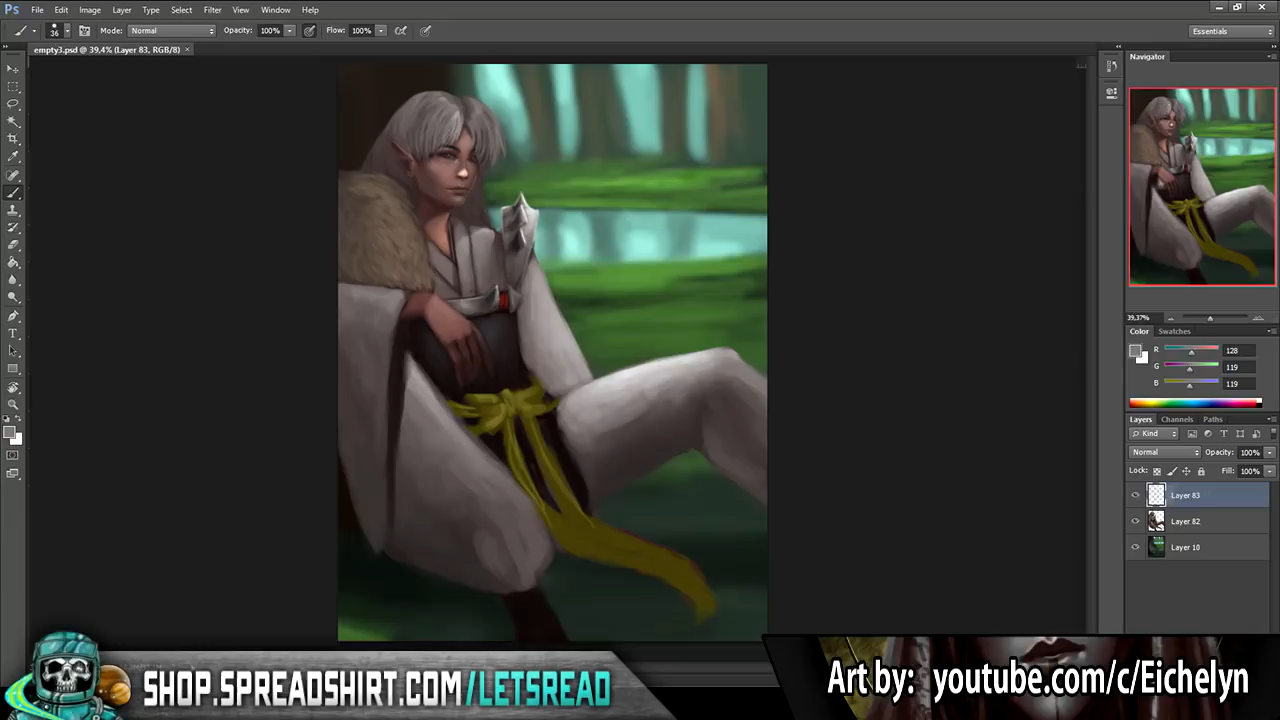 Ps File Edit Image Layer Type Select Filter View Window Help
36 Mode: Normal Opacity: 100% Flow: 100% Essentials
empty3.psd @ 39,4% (Layer 83, RGB/8) ×
Navigator
39,37%
Color Swatches
R 128
G 119
B 119
Layers Channels Paths
Kind
Normal Opacity: 100%
Lock: Fill: 100%
Layer 83
Layer 82
Layer 10
SHOP.SPREADSHIRT.COM/LETSREAD
Art by: youtube.com/c/Eichelyn